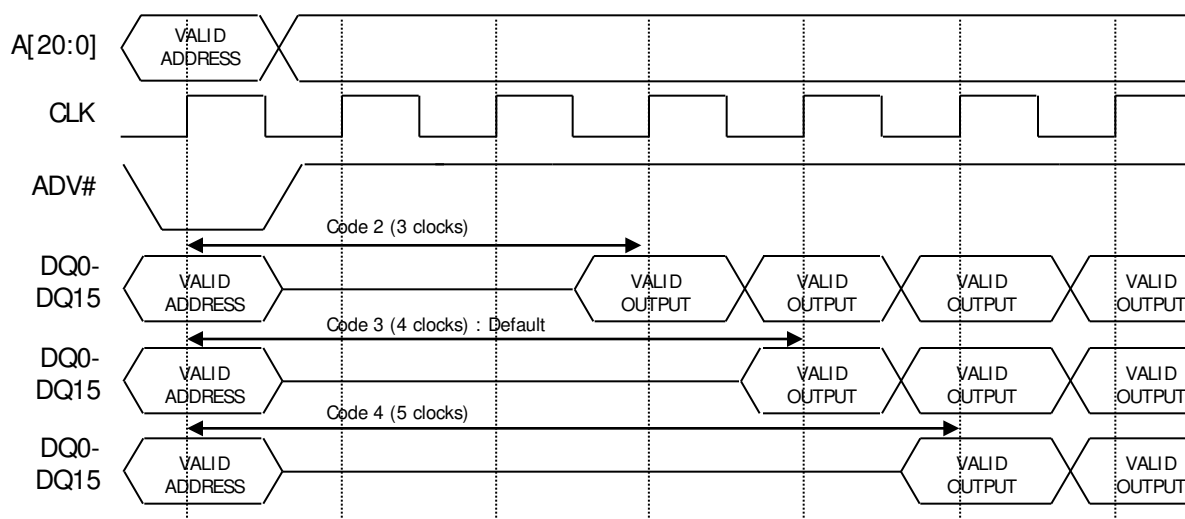 A[20:0]
VALID
ADDRESS
CLK
ADV#
Code 2 (3 clocks)
DQ0-
DQ15
VALID
ADDRESS
VALID
OUTPUT
VALID
OUTPUT
VALID
OUTPUT
VALID
OUTPUT
Code 3 (4 clocks) : Default
DQ0-
DQ15
VALID
ADDRESS
VALID
OUTPUT
VALID
OUTPUT
VALID
OUTPUT
Code 4 (5 clocks)
DQ0-
DQ15
VALID
ADDRESS
VALID
OUTPUT
VALID
OUTPUT